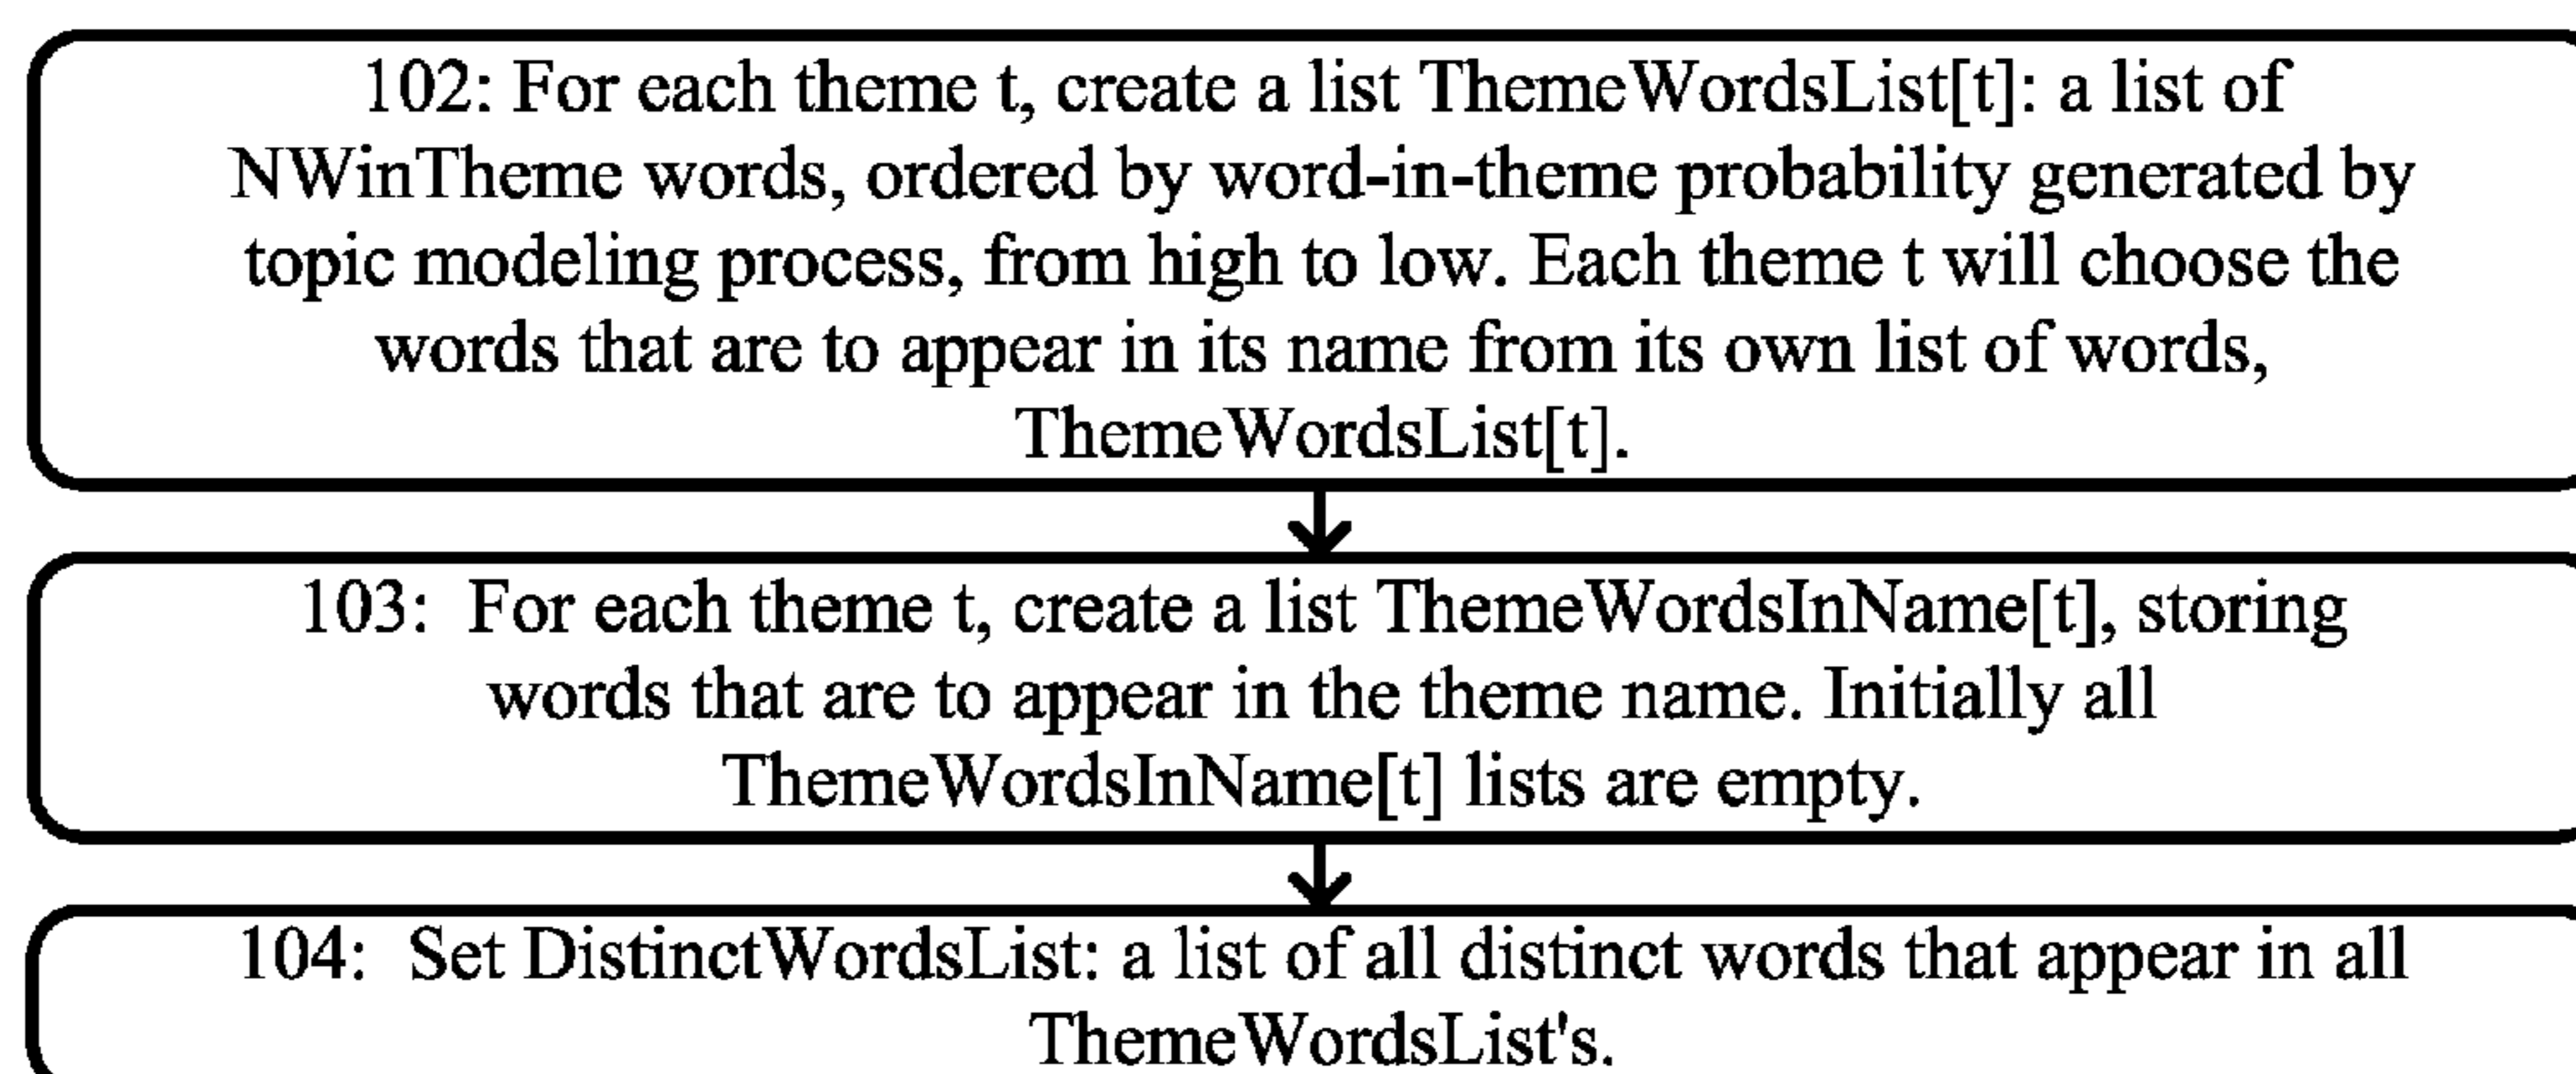 102: For each theme t, create a list ThemeWordsList[t]: a list of
NWinTheme words, ordered by word-in-theme probability generated by
topic modeling process, from high to low. Each theme t will choose the
words that are to appear in its name from its own list of words,
ThemeWordsList[t].
103: For each theme t, create a list ThemeWordsInName[t], storing
words that are to appear in the theme name. Initially all
ThemeWordsInName[t] lists are empty.
104: Set DistinctWordsList: a list of all distinct words that appear in all
ThemeWordsList's.